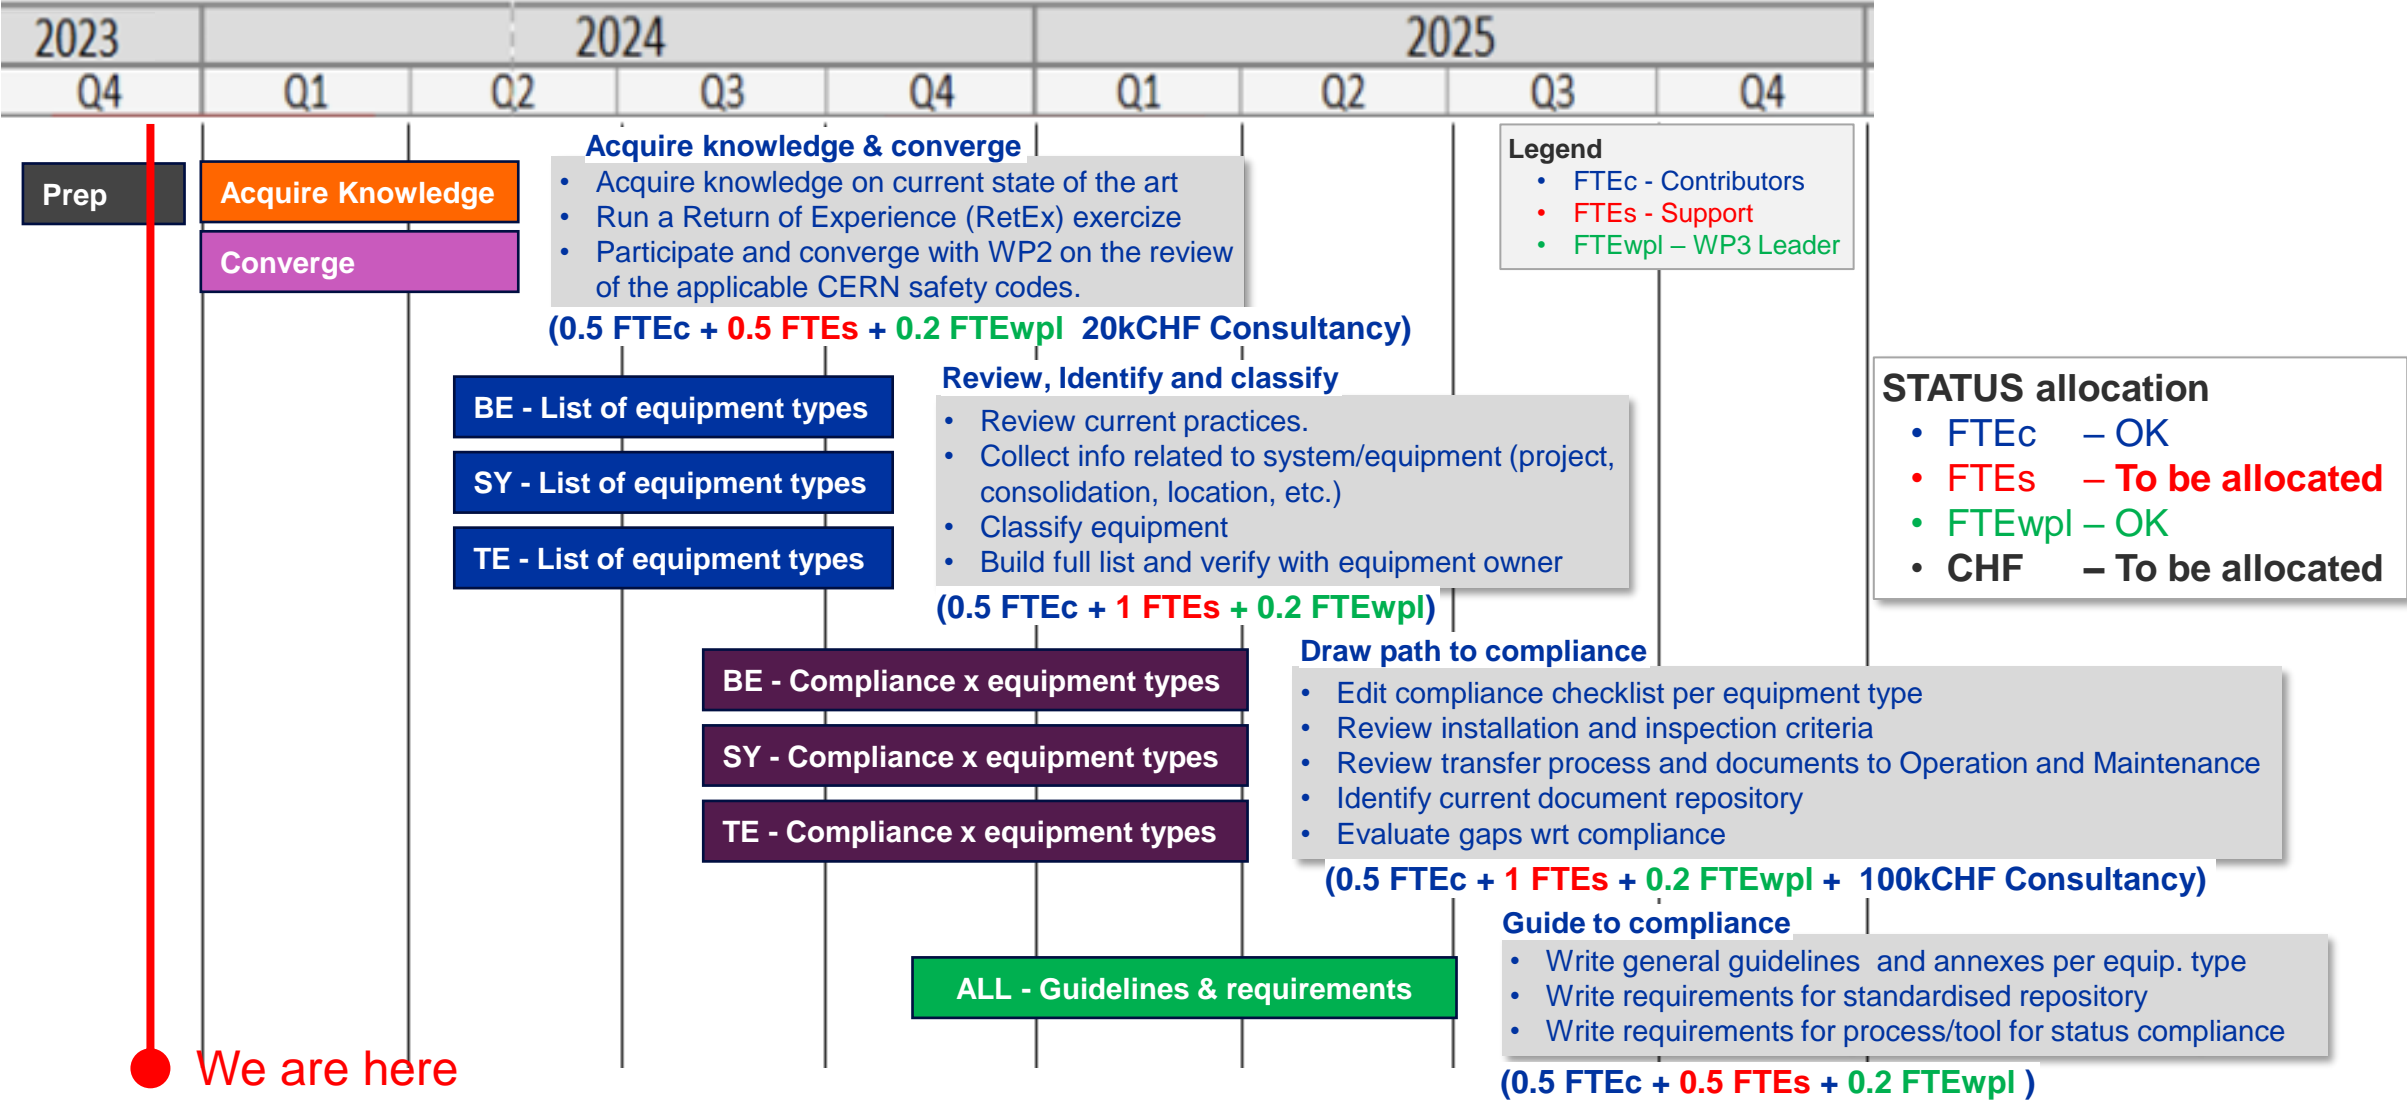 2023 2024 2025
Q4 Q1 Q2 Q3 Q4 Q1 Q2 Q3 Q4
Prep
Acquire Knowledge
Converge
Acquire knowledge & converge
• Acquire knowledge on current state of the art
• Run a Return of Experience (RetEx) exercize
• Participate and converge with WP2 on the review
of the applicable CERN safety codes.
(0.5 FTEc + 0.5 FTEs + 0.2 FTEwpl 20kCHF Consultancy)
Legend
• FTEc - Contributors
• FTEs - Support
• FTEwpl – WP3 Leader
BE - List of equipment types
SY - List of equipment types
TE - List of equipment types
Review, Identify and classify
• Review current practices.
• Collect info related to system/equipment (project,
consolidation, location, etc.)
• Classify equipment
• Build full list and verify with equipment owner
(0.5 FTEc + 1 FTEs + 0.2 FTEwpl)
STATUS allocation
• FTEc – OK
• FTEs – To be allocated
• FTEwpl – OK
• CHF – To be allocated
BE - Compliance x equipment types
SY - Compliance x equipment types
TE - Compliance x equipment types
Draw path to compliance
• Edit compliance checklist per equipment type
• Review installation and inspection criteria
• Review transfer process and documents to Operation and Maintenance
• Identify current document repository
• Evaluate gaps wrt compliance
(0.5 FTEc + 1 FTEs + 0.2 FTEwpl + 100kCHF Consultancy)
ALL - Guidelines & requirements
Guide to compliance
• Write general guidelines and annexes per equip. type
• Write requirements for standardised repository
• Write requirements for process/tool for status compliance
(0.5 FTEc + 0.5 FTEs + 0.2 FTEwpl )
We are here